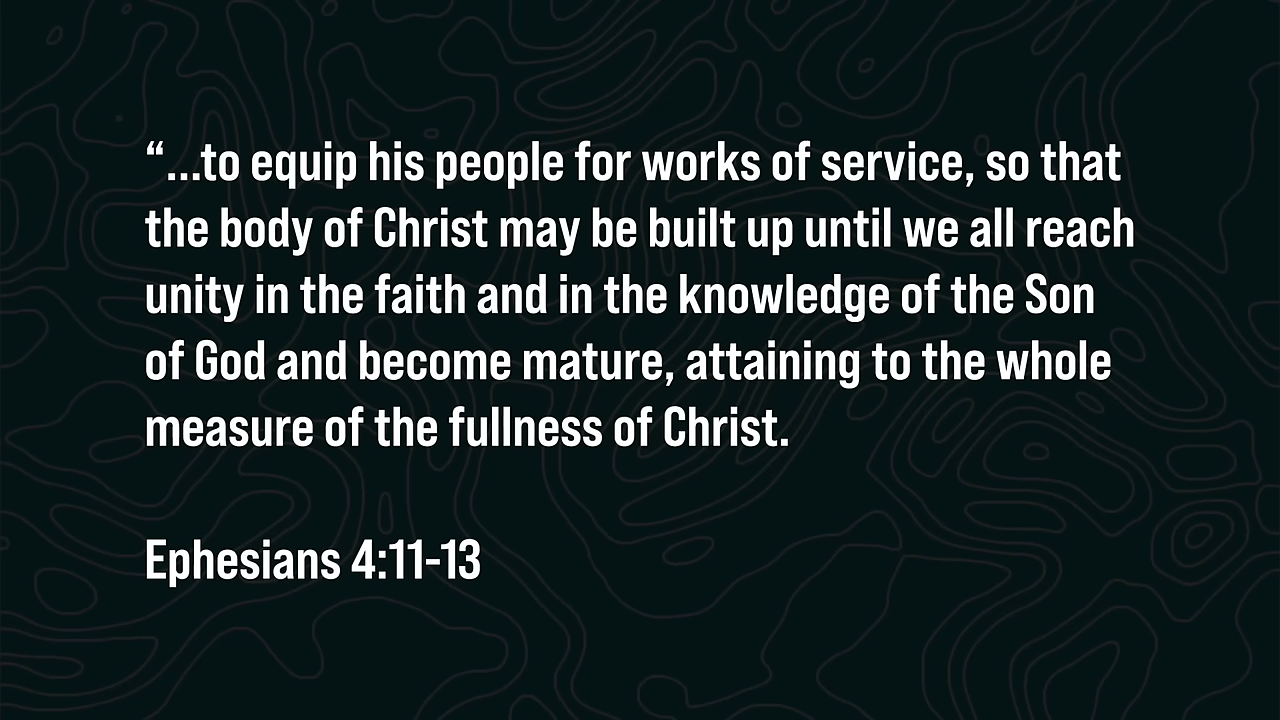 “...to equip his people for works of service, so that
the body of Christ may be built up until we all reach
unity in the faith and in the knowledge of the Son
of God and become mature, attaining to the whole
measure of the fullness of Christ.
Ephesians 4:11-13